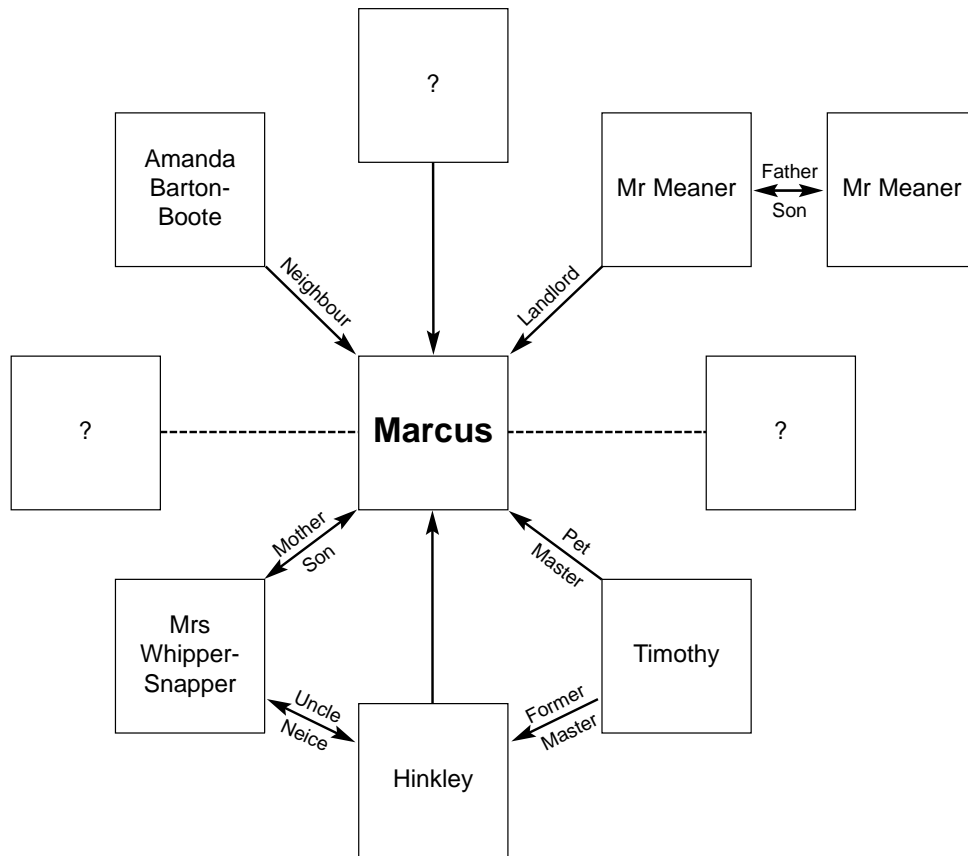 ?
Amanda
Barton-
Boote
Mr Meaner
Father
Son
Mr Meaner
Neighbour
Landlord
?
Marcus
?
Mother
Son
Pet
Master
Mrs
Whipper-
Snapper
Timothy
Uncle
Neice
Former
Master
Hinkley